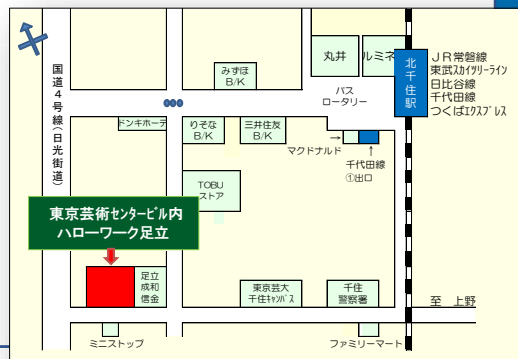 丸井
ルミネ
北千住駅
ＪＲ常磐線
東武ｽｶｲﾂﾘｰライン
日比谷線
千代田線
つくばｴｸｽﾌﾟﾚｽ
みずほ
B/K
バス
ロータリー
国道４号線（日光街道）
ドンキホーテ
りそな
B/K
三井住友
B/K
→
マクドナルド
↑
千代田線
①出口
TOBU
ストア
東京芸術センタービル内
ハローワーク足立
足立
成和
信金
東京芸大
千住ｷｬﾝﾊﾟｽ
千住
警察署
至 上野
ミニストップ
ファミリーマート